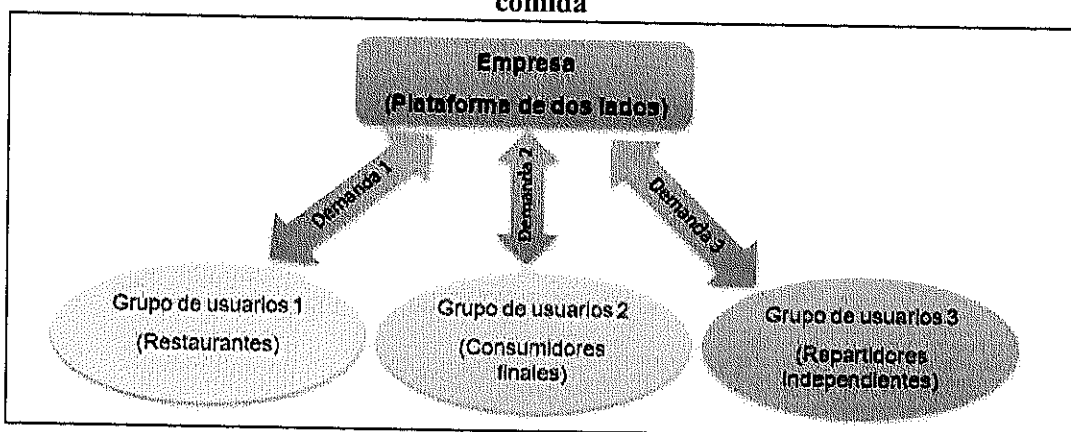 comida
Empresa
(Plataforma de dos lados)
Demanda 1
Demanda 2
Demanda 3
Grupo de usuarios 1
(Restaurantes)
Grupo de usuarios 2
(Consumidores
finales)
Grupo de usuarios 3
(Repartidores
Independientes)